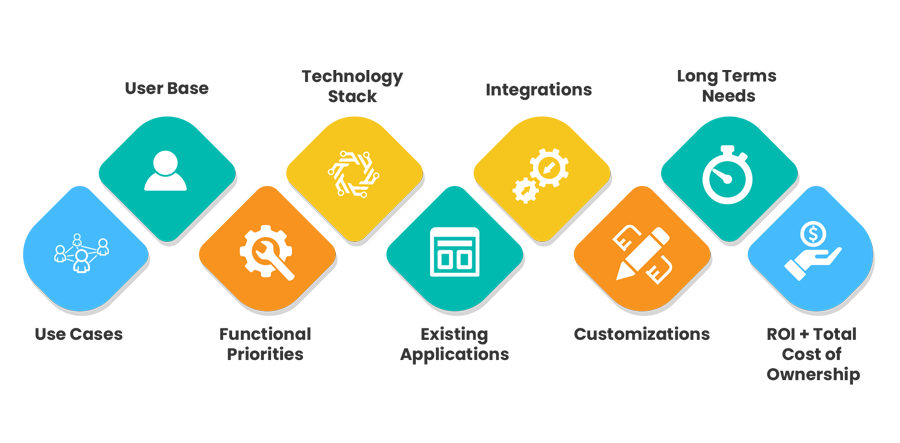 User Base
Technology
Stack
Integrations
Long Terms
Needs
$
Use Cases
Functional
Priorities
Existing
Applications
Customizations
ROI + Total
Cost of
Ownership